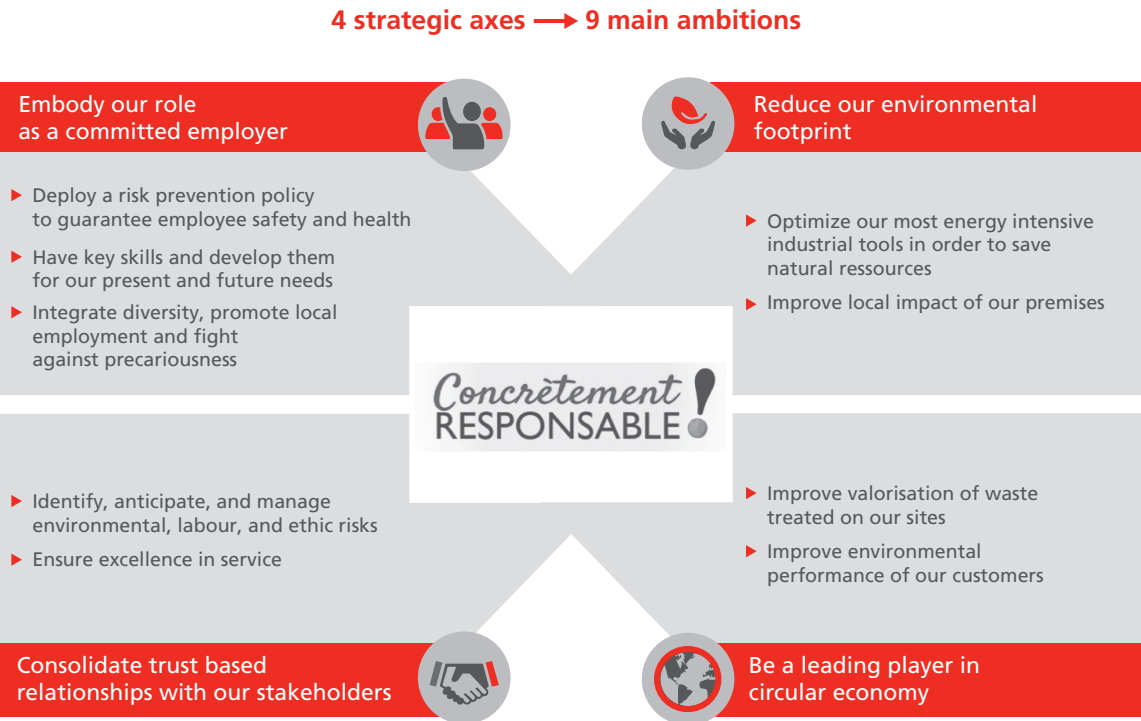 4 strategic axes → 9 main ambitions
Embody our role
as a committed employer
▶ Deploy a risk prevention policy
to guarantee employee safety and health
▶ Have key skills and develop them
for our present and future needs
▶ Integrate diversity, promote local
employment and fight
against precariousness
Reduce our environmental
footprint
▶ Optimize our most energy intensive
industrial tools in order to save
natural ressources
▶ Improve local impact of our premises
Concrètement
RESPONSABLE !
▶ Identify, anticipate, and manage
environmental, labour, and ethic risks
▶ Ensure excellence in service
Consolidate trust based
relationships with our stakeholders
▶ Improve valorisation of waste
treated on our sites
▶ Improve environmental
performance of our customers
Be a leading player in
circular economy